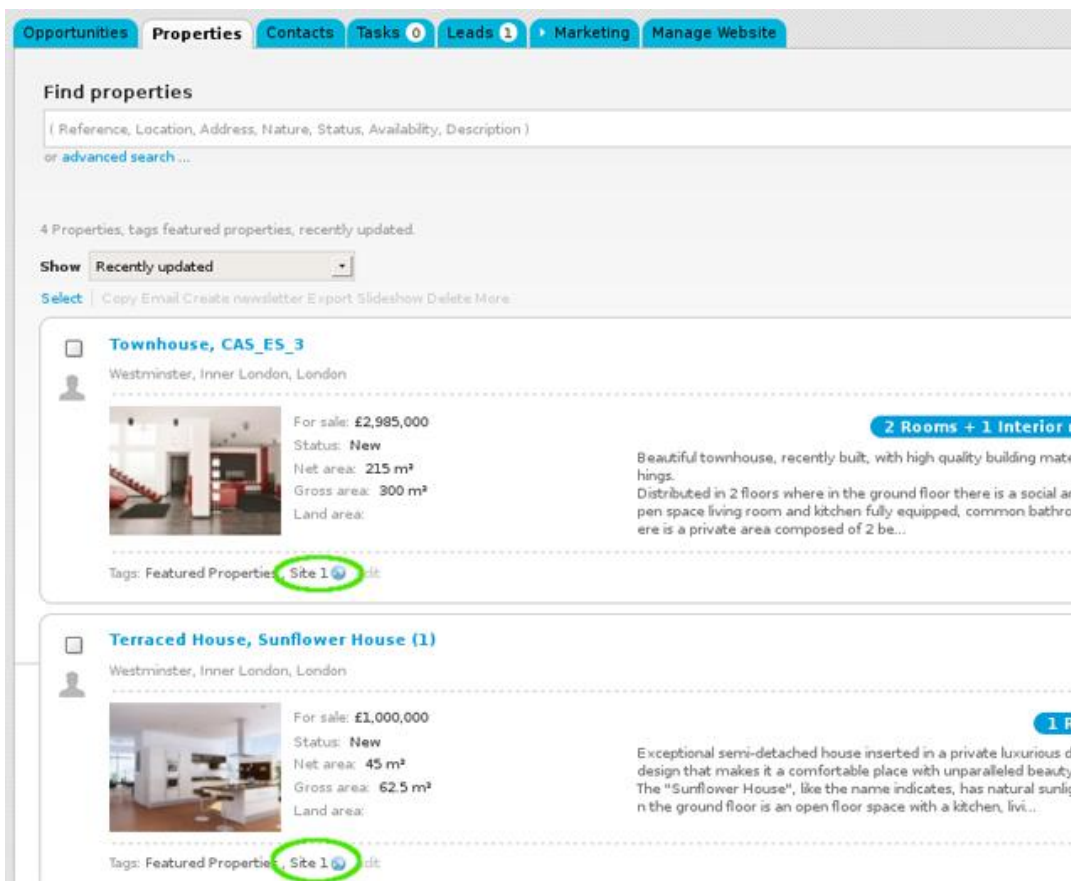 Opportunities Properties Contacts Tasks 0 Leads 1 Marketing Manage Website
Find properties
( Reference, Location, Address, Nature, Status, Availability, Description )
or advanced search ...
4 Properties, tags featured properties, recently updated.
Show Recently updated
Select | Copy Email Create newsletter Export Slideshow Delete More
Townhouse, CAS_ES_3
Westminster, Inner London, London
For sale: £2,985,000
Status: New
Net area: 215 m²
Gross area: 300 m²
Land area:
2 Rooms + 1 Interior
Beautiful townhouse, recently built, with high quality building mate
hings.
Distributed in 2 floors where in the ground floor there is a social a
pen space living room and kitchen fully equipped, common bathro
ere is a private area composed of 2 be...
Tags: Featured Properties, Site 1
Terraced House, Sunflower House (1)
Westminster, Inner London, London
For sale: £1,000,000
Status: New
Net area: 45 m²
Gross area: 62.5 m²
Land area:
1
Exceptional semi-detached house inserted in a private luxurious d
design that makes it a comfortable place with unparalleled beauty
The "Sunflower House", like the name indicates, has natural sunli
n the ground floor is an open floor space with a kitchen, livi...
Tags: Featured Properties, Site 1